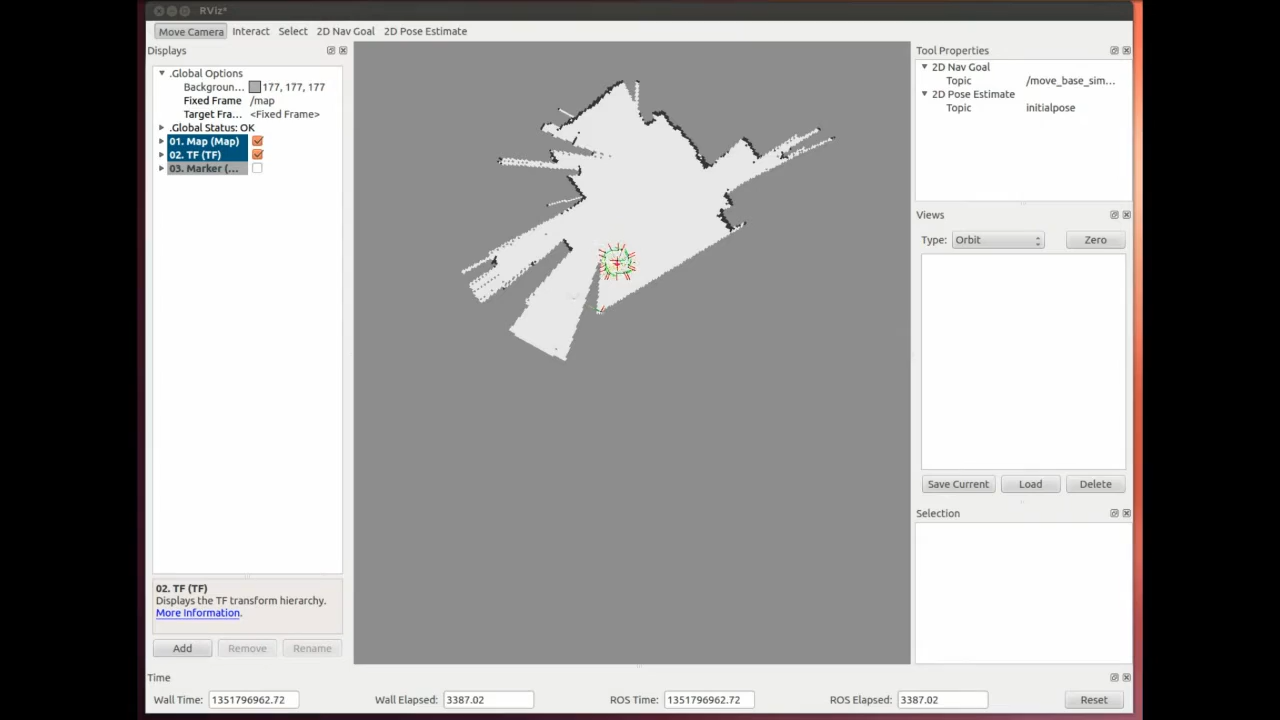 RViz*
Move Camera Interact Select 2D Nav Goal 2D Pose Estimate
Displays
.Global Options
Backgroun... 177, 177, 177
Fixed Frame /map
Target Fra... <Fixed Frame>
.Global Status: OK
01. Map (Map)
02. TF (TF)
03. Marker (...
02. TF (TF)
Displays the TF transform hierarchy.
More Information.
Add Remove Rename
Tool Properties
2D Nav Goal
Topic /move_base_sim...
2D Pose Estimate
Topic initialpose
Views
Type: Orbit Zero
Save Current Load Delete
Selection
Time
Wall Time: 1351796962.72 Wall Elapsed: 3387.02 ROS Time: 1351796962.72 ROS Elapsed: 3387.02 Reset